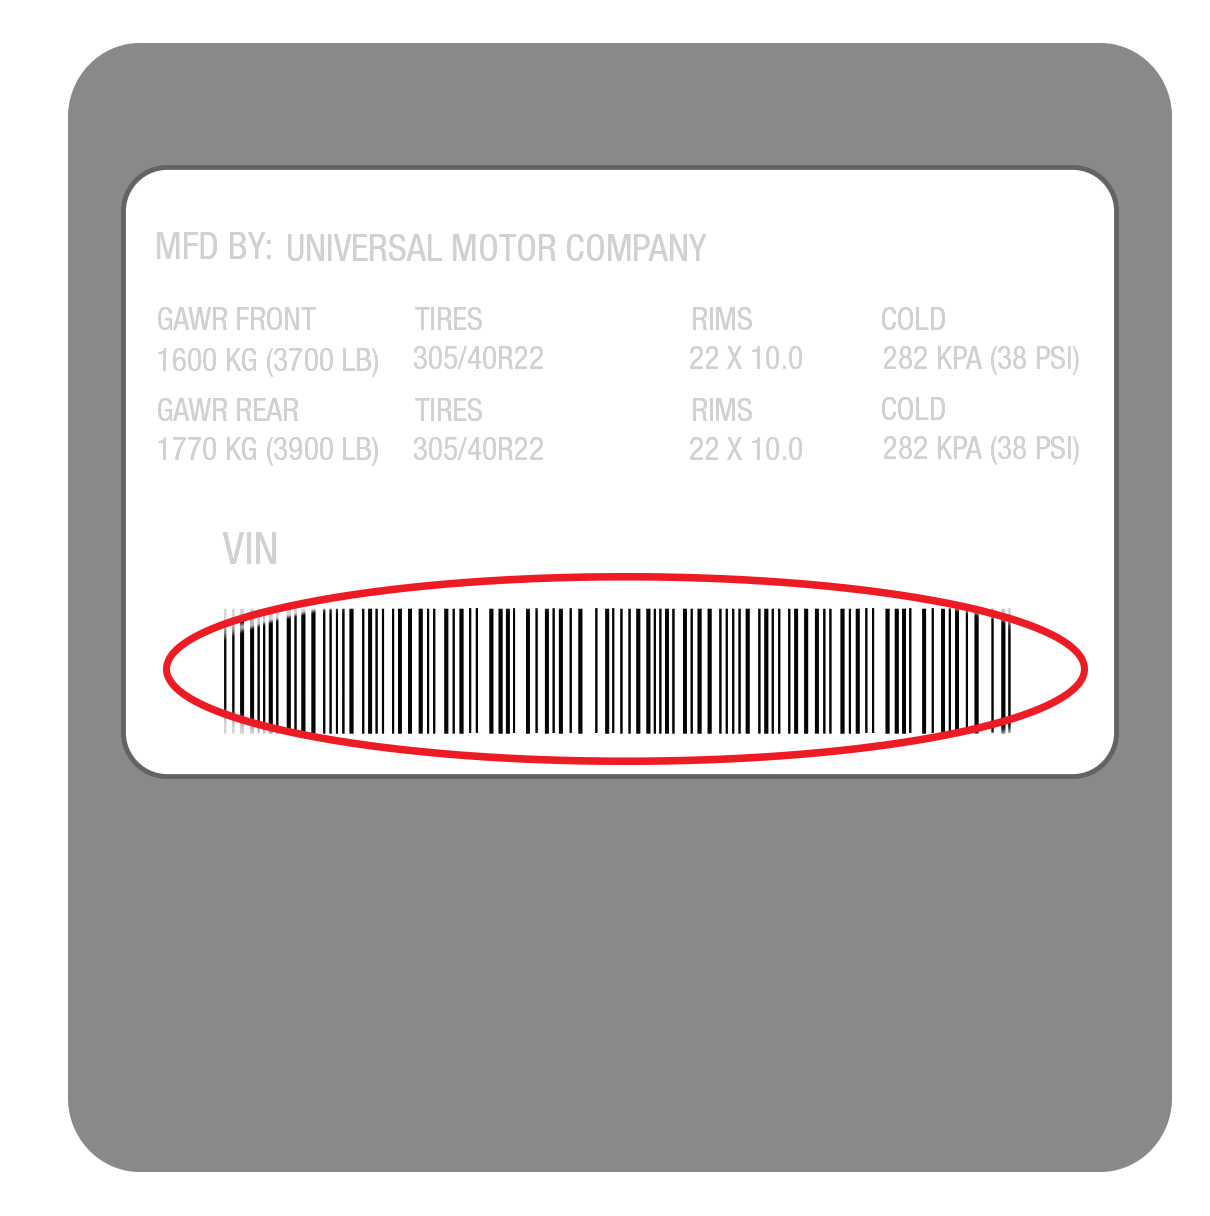 MFD BY: UNIVERSAL MOTOR COMPANY
GAWR FRONT TIRES RIMS COLD
1600 KG (3700 LB) 305/40R22 22 X 10.0 282 KPA (38 PSI)
GAWR REAR TIRES RIMS COLD
1770 KG (3900 LB) 305/40R22 22 X 10.0 282 KPA (38 PSI)
VIN